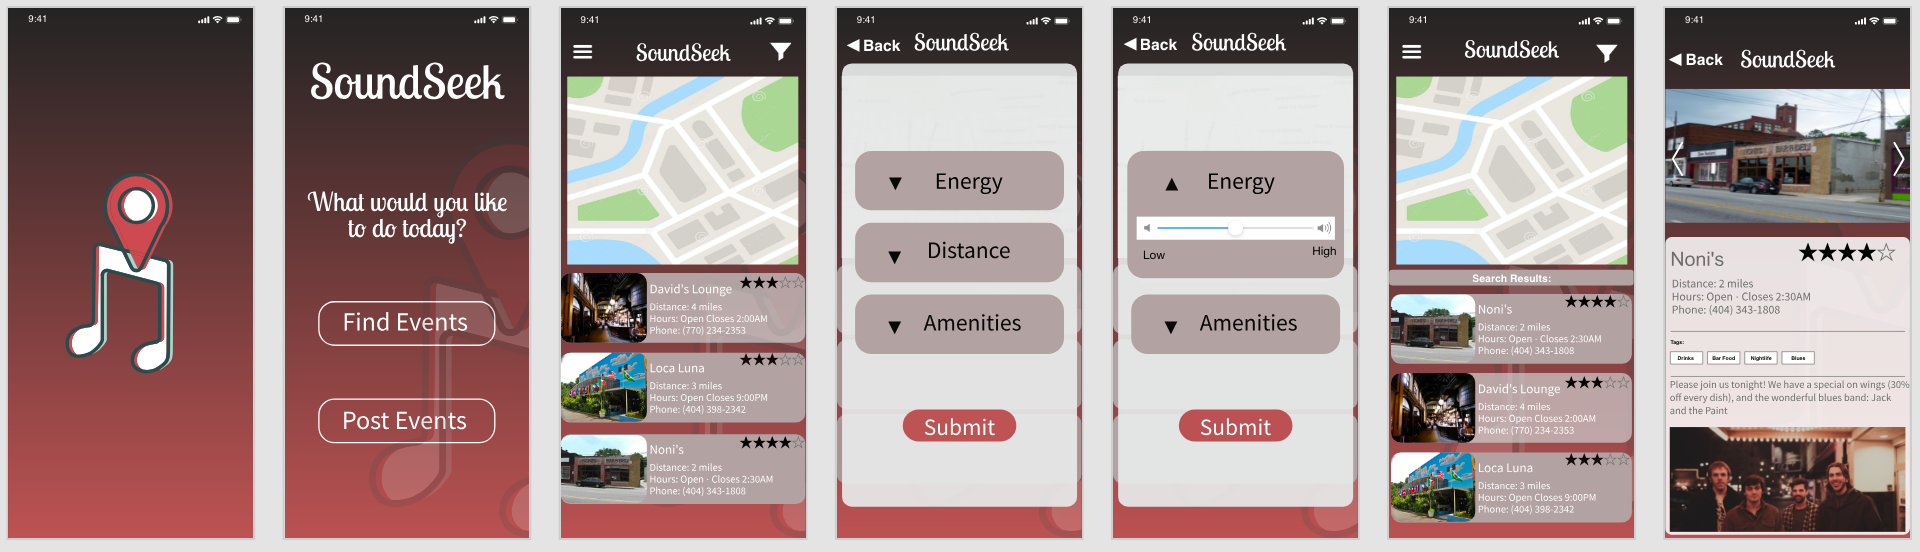 9:41
9:41
SoundSeek
What would you like
to do today?
Find Events
Post Events
9:41
SoundSeek
David's Lounge
Distance: 4 miles
Hours: Open Closes 2:00AM
Phone: (770) 234-2353
Loca Luna
Distance: 3 miles
Hours: Open Closes 9:00PM
Phone: (404) 398-2342
Noni's
Distance: 2 miles
Hours: Open · Closes 2:30AM
Phone: (404) 343-1808
9:41
◀ Back SoundSeek
▼ Energy
▼ Distance
▼ Amenities
Submit
9:41
◀ Back SoundSeek
▲ Energy
Low High
▼ Amenities
Submit
9:41
SoundSeek
Search Results:
Noni's
Distance: 2 miles
Hours: Open · Closes 2:30AM
Phone: (404) 343-1808
David's Lounge
Distance: 4 miles
Hours: Open Closes 2:00AM
Phone: (770) 234-2353
Loca Luna
Distance: 3 miles
Hours: Open Closes 9:00PM
Phone: (404) 398-2342
9:41
◀ Back SoundSeek
Noni's
Distance: 2 miles
Hours: Open · Closes 2:30AM
Phone: (404) 343-1808
Tags:
Drinks Bar Food Nightlife Blues
Please join us tonight! We have a special on wings (30%
off every dish), and the wonderful blues band: Jack
and the Paint